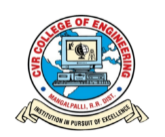 CVR COLLEGE OF ENGINEERING
MANGALPALLI, R.R. DIST.
INSTITUTION IN PURSUIT OF EXCELLENCE